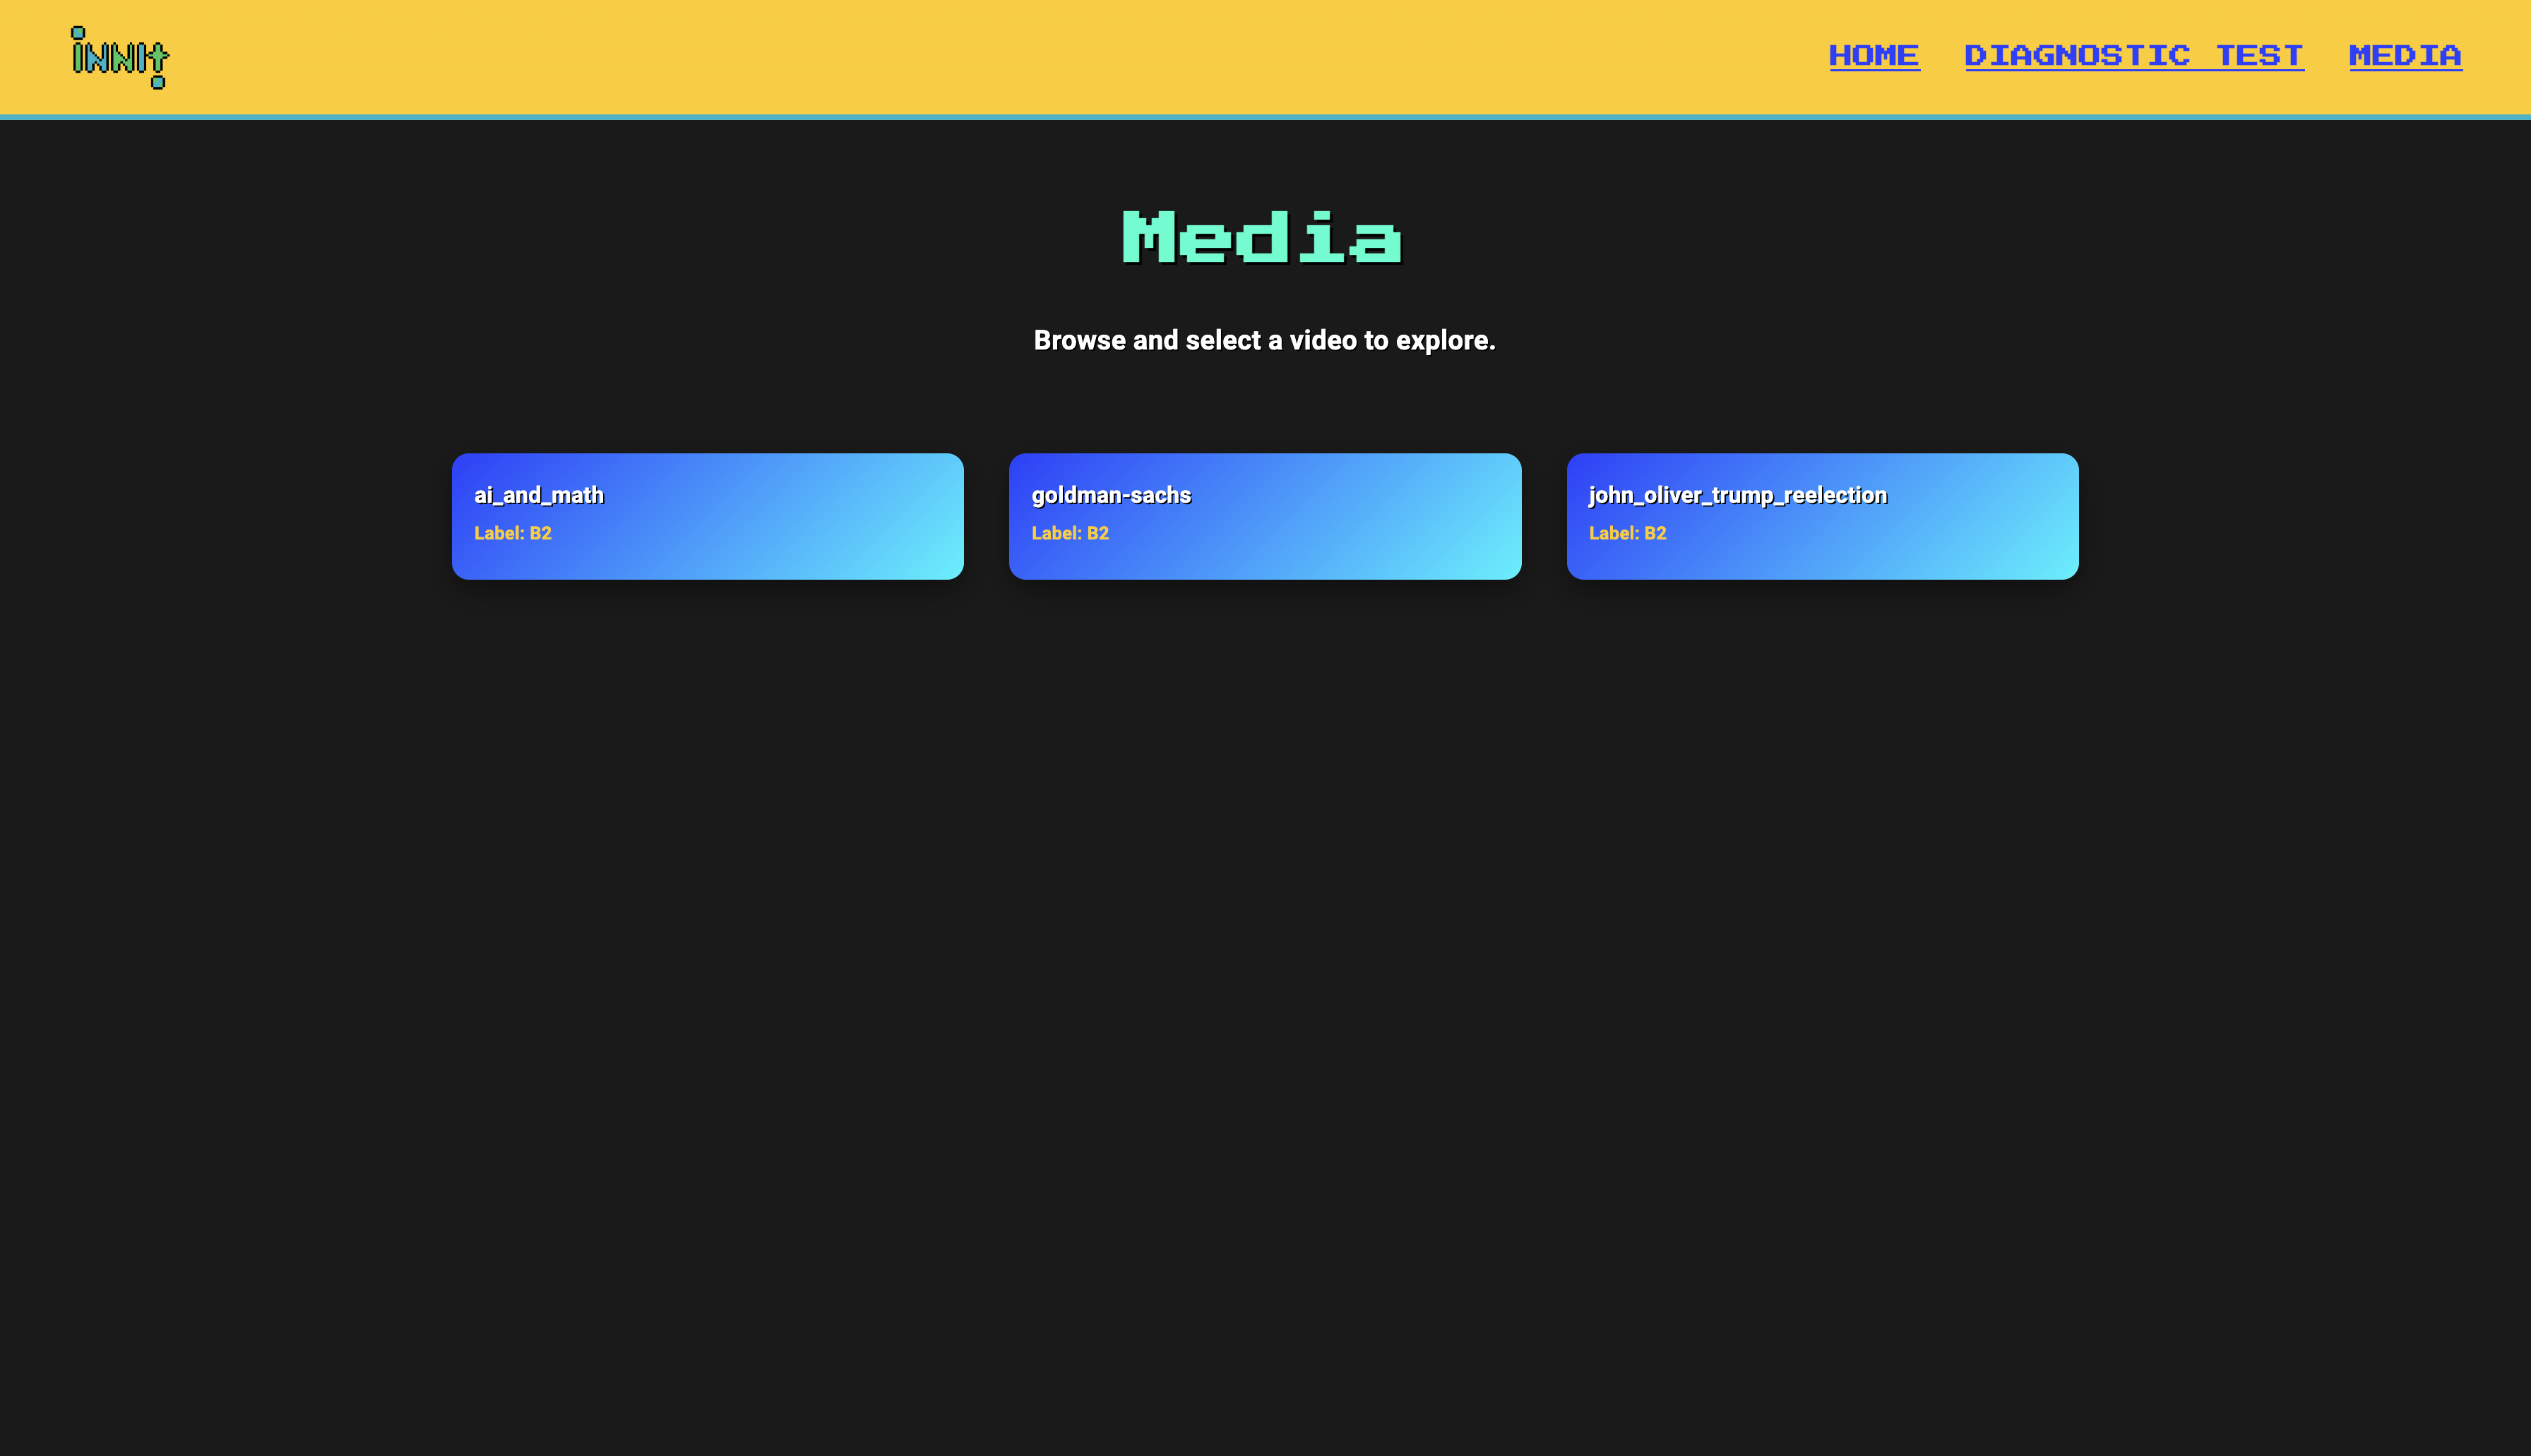 innit
HOME DIAGNOSTIC TEST MEDIA
Media
Browse and select a video to explore.
ai_and_math
Label: B2
goldman-sachs
Label: B2
john_oliver_trump_reelection
Label: B2